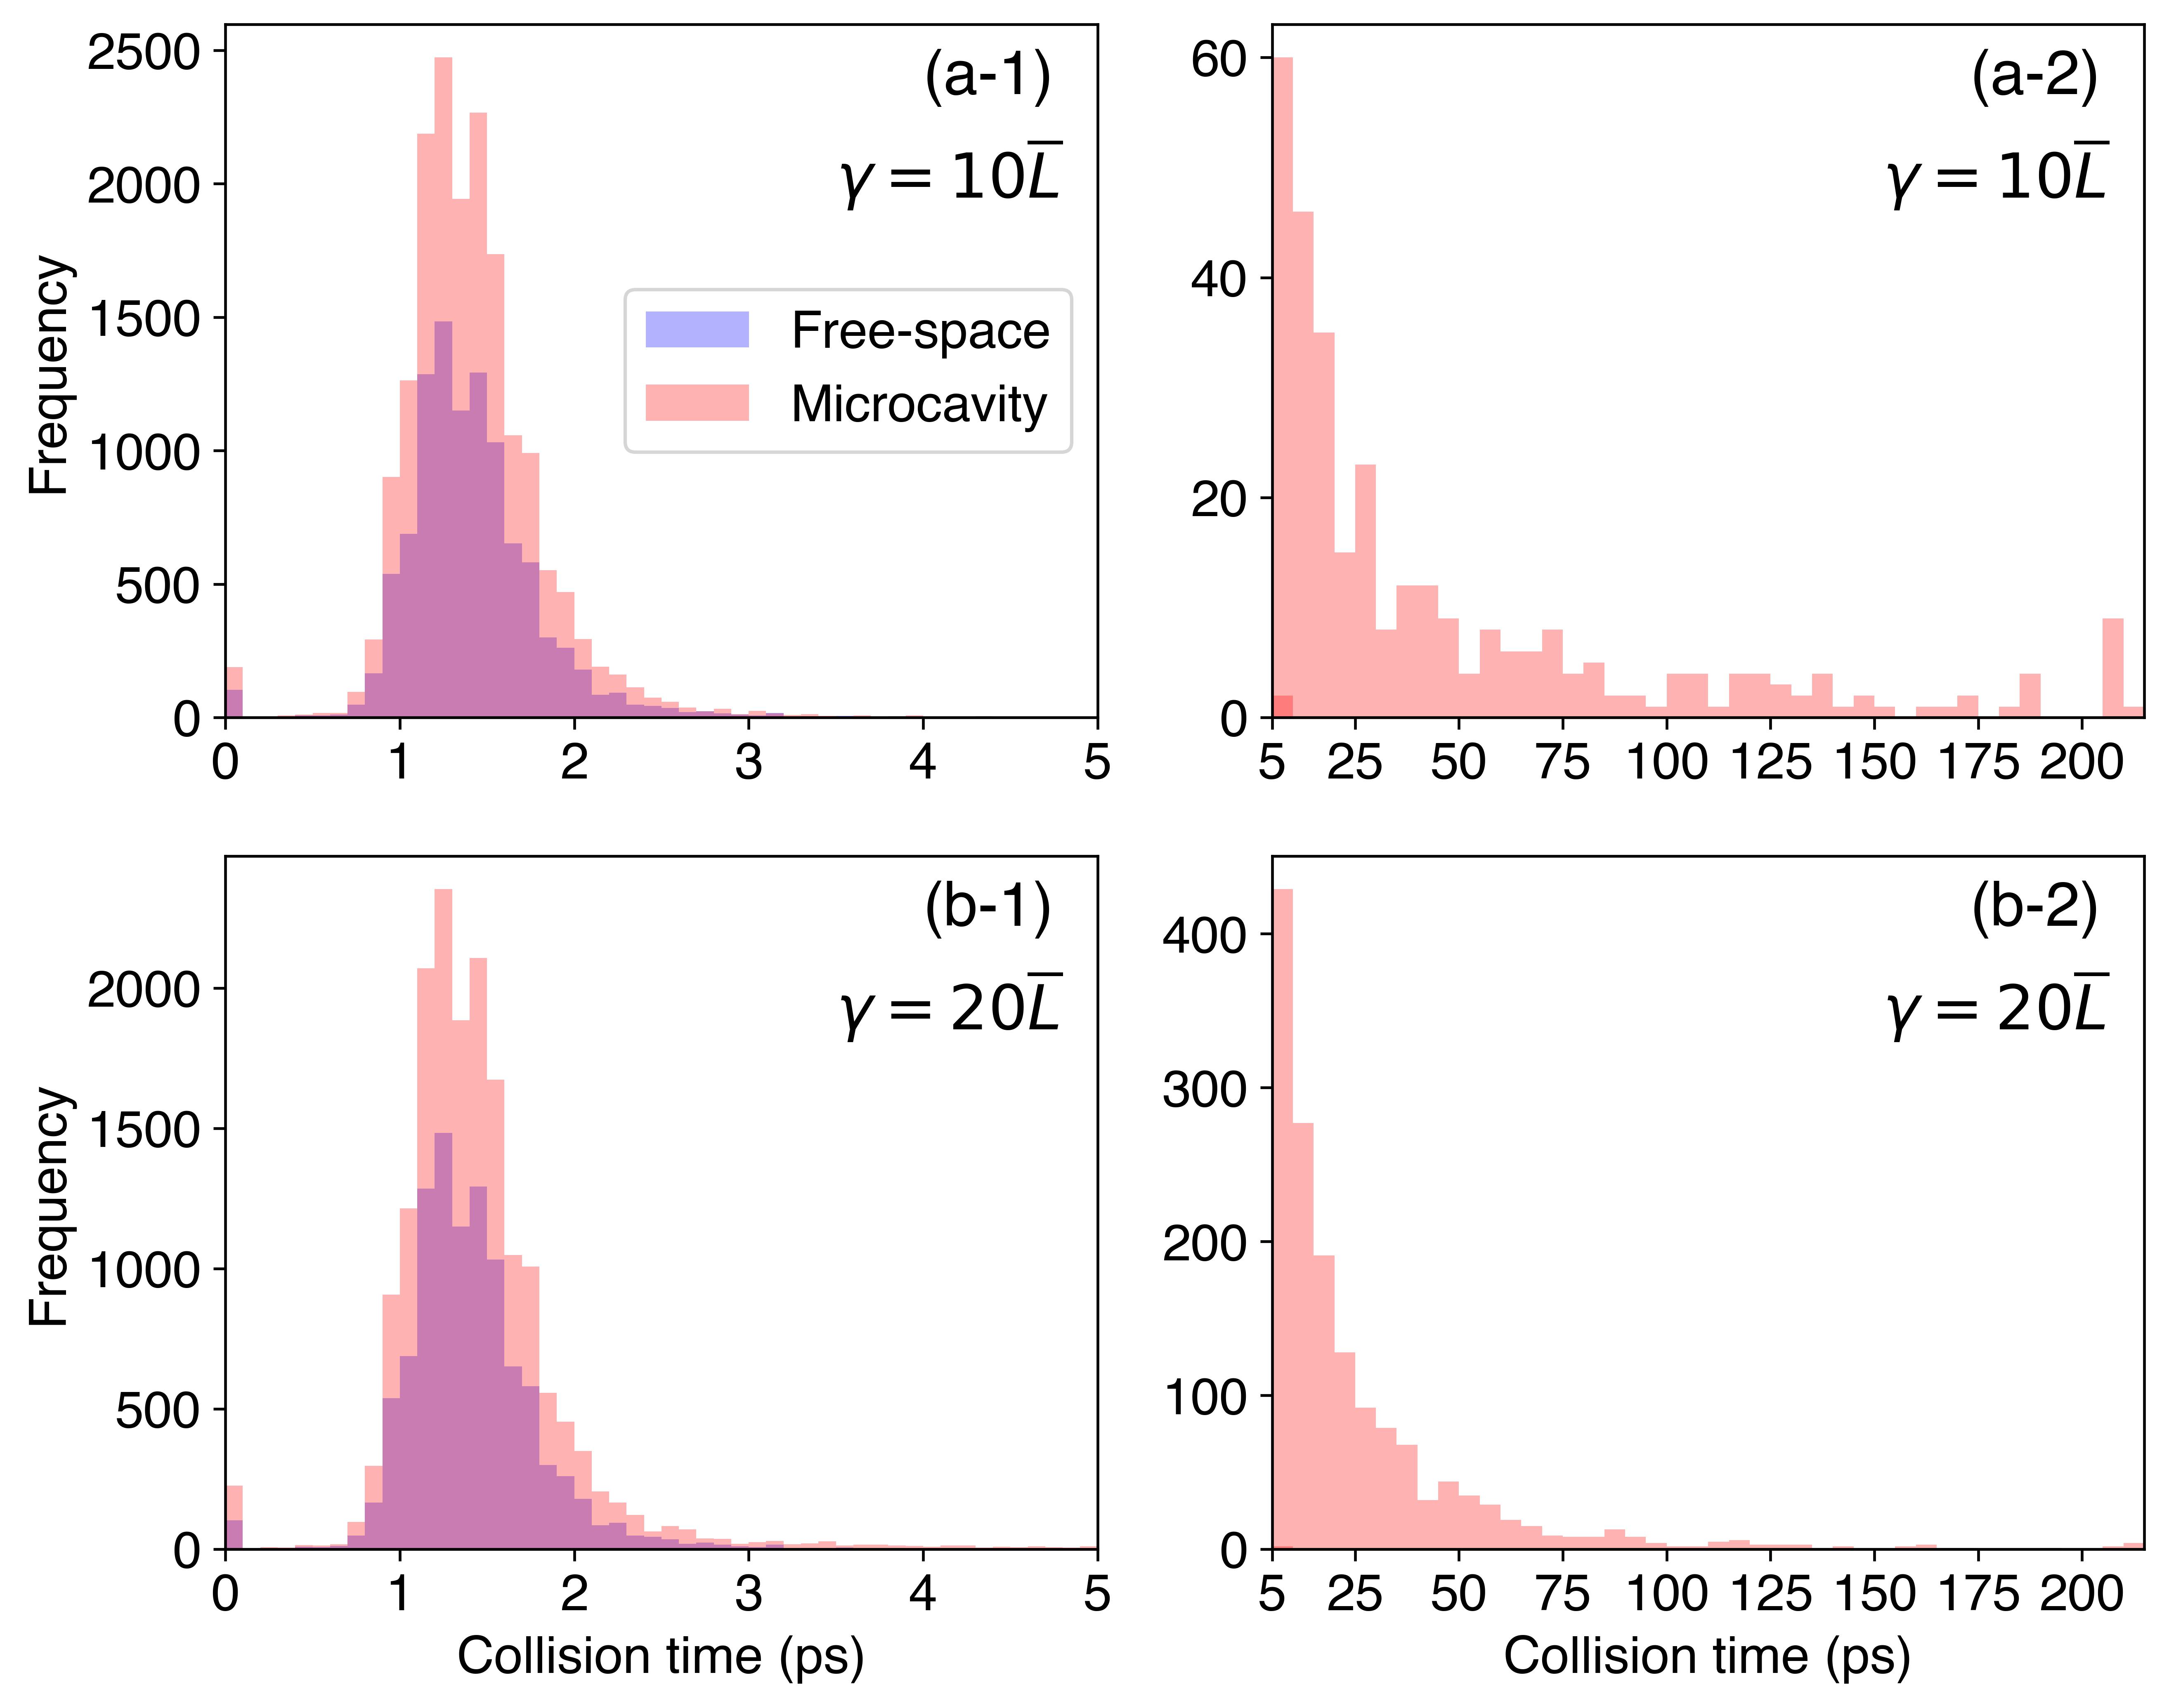 (a-1)
γ = 10L̅
Free-space
Microcavity
Frequency
2500
2000
1500
1000
500
0
0 1 2 3 4 5
(a-2)
γ = 10L̅
60
40
20
0
5 25 50 75 100 125 150 175 200
(b-1)
γ = 20L̅
Frequency
2000
1500
1000
500
0
0 1 2 3 4 5
Collision time (ps)
(b-2)
γ = 20L̅
400
300
200
100
0
5 25 50 75 100 125 150 175 200
Collision time (ps)